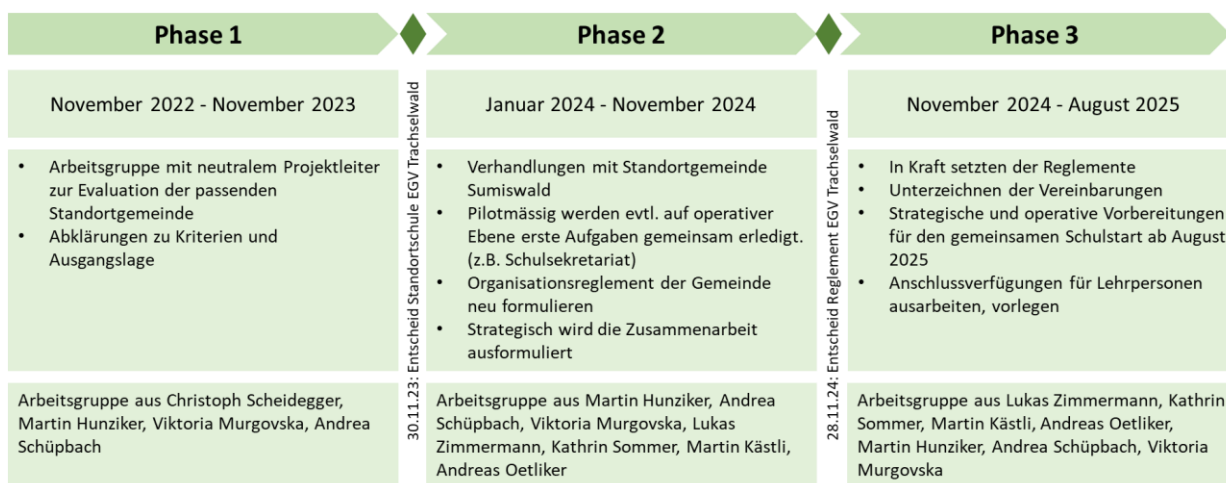 Phase 1
November 2022 - November 2023
• Arbeitsgruppe mit neutralem Projektleiter
zur Evaluation der passenden
Standortgemeinde
• Abklärungen zu Kriterien und
Ausgangslage
Arbeitsgruppe aus Christoph Scheidegger,
Martin Hunziker, Viktoria Murgovska, Andrea
Schüpbach
30.11.23: Entscheid Standortschule EGV Trachselwald
Phase 2
Januar 2024 - November 2024
• Verhandlungen mit Standortgemeinde
Sumiswald
• Pilotmässig werden evtl. auf operativer
Ebene erste Aufgaben gemeinsam erledigt.
(z.B. Schulsekretariat)
• Organisationsreglement der Gemeinde
neu formulieren
• Strategisch wird die Zusammenarbeit
ausformuliert
Arbeitsgruppe aus Martin Hunziker, Andrea
Schüpbach, Viktoria Murgovska, Lukas
Zimmermann, Kathrin Sommer, Martin Kästli,
Andreas Oetliker
28.11.24: Entscheid Reglement EGV Trachselwald
Phase 3
November 2024 - August 2025
• In Kraft setzten der Reglemente
• Unterzeichnen der Vereinbarungen
• Strategische und operative Vorbereitungen
für den gemeinsamen Schulstart ab August
2025
• Anschlussverfügungen für Lehrpersonen
ausarbeiten, vorlegen
Arbeitsgruppe aus Lukas Zimmermann, Kathrin
Sommer, Martin Kästli, Andreas Oetliker,
Martin Hunziker, Andrea Schüpbach, Viktoria
Murgovska